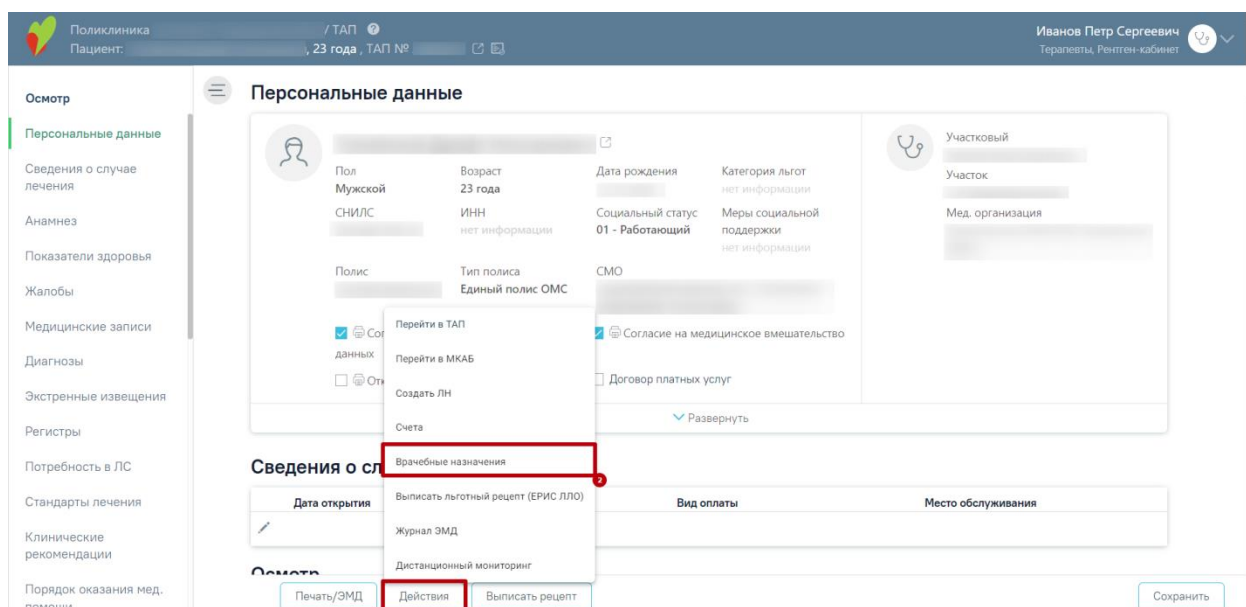 Поликлиника / ТАП
Пациент: , 23 года , ТАП №
Иванов Петр Сергеевич
Терапевты, Рентген-кабинет
Осмотр
Персональные данные
Сведения о случае
лечения
Анамнез
Показатели здоровья
Жалобы
Медицинские записи
Диагнозы
Экстренные извещения
Регистры
Потребность в ЛС
Стандарты лечения
Клинические
рекомендации
Порядок оказания мед.
помощи
Персональные данные
Пол Возраст Дата рождения Категория льгот
Мужской 23 года нет информации
СНИЛС ИНН Социальный статус Меры социальной
нет информации 01 - Работающий поддержки
нет информации
Полис Тип полиса СМО
Единый полис ОМС
Сог Согласие на медицинское вмешательство
данных
Отк Договор платных услуг
Развернуть
Участковый
Участок
Мед. организация
Перейти в ТАП
Перейти в МКАБ
Создать ЛН
Счета
Врачебные назначения
2
Выписать льготный рецепт (ЕРИС ЛЛО)
Журнал ЭМД
Дистанционный мониторинг
Сведения о сл
Дата открытия Вид оплаты Место обслуживания
Осмотр
Печать/ЭМД Действия Выписать рецепт Сохранить